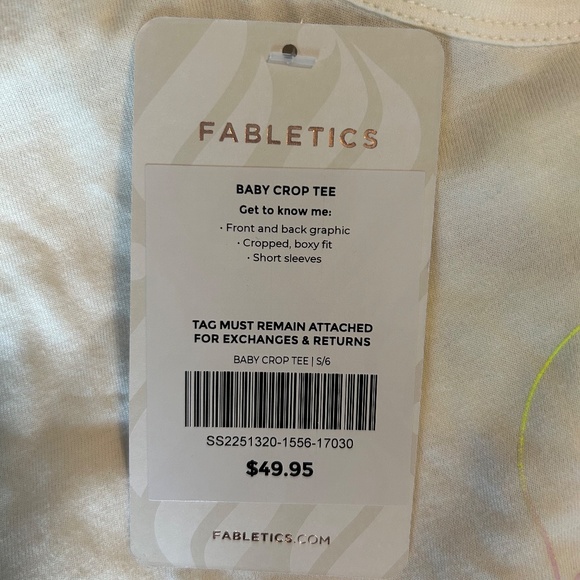 FABLETICS
BABY CROP TEE
Get to know me:
• Front and back graphic
• Cropped, boxy fit
• Short sleeves
TAG MUST REMAIN ATTACHED
FOR EXCHANGES & RETURNS
BABY CROP TEE | S/6
SS2251320-1556-17030
$49.95
FABLETICS.COM